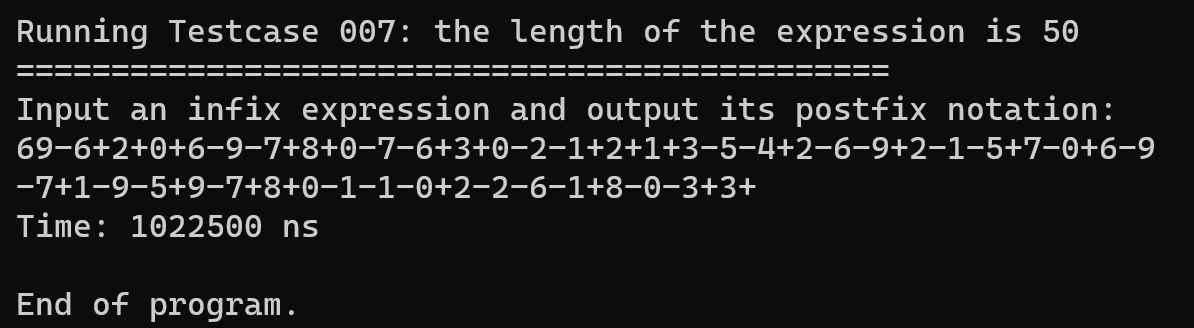 Running Testcase 007: the length of the expression is 50
==============================================
Input an infix expression and output its postfix notation:
69-6+2+0+6-9-7+8+0-7-6+3+0-2-1+2+1+3-5-4+2-6-9+2-1-5+7-0+6-9
-7+1-9-5+9-7+8+0-1-1-0+2-2-6-1+8-0-3+3+
Time: 1022500 ns
End of program.